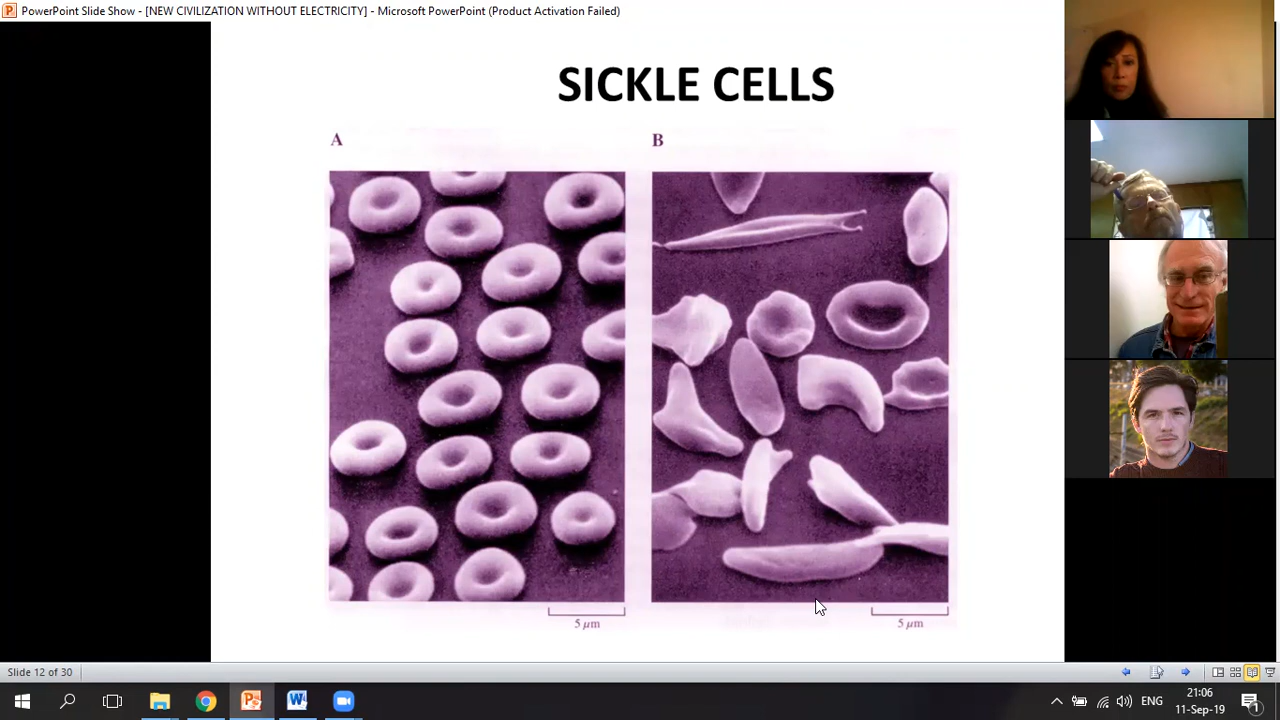 PowerPoint Slide Show - [NEW CIVILIZATION WITHOUT ELECTRICITY] - Microsoft PowerPoint (Product Activation Failed)
SICKLE CELLS
A B
5 µm 5 µm
Slide 12 of 30
ENG 21:06
11-Sep-19
1